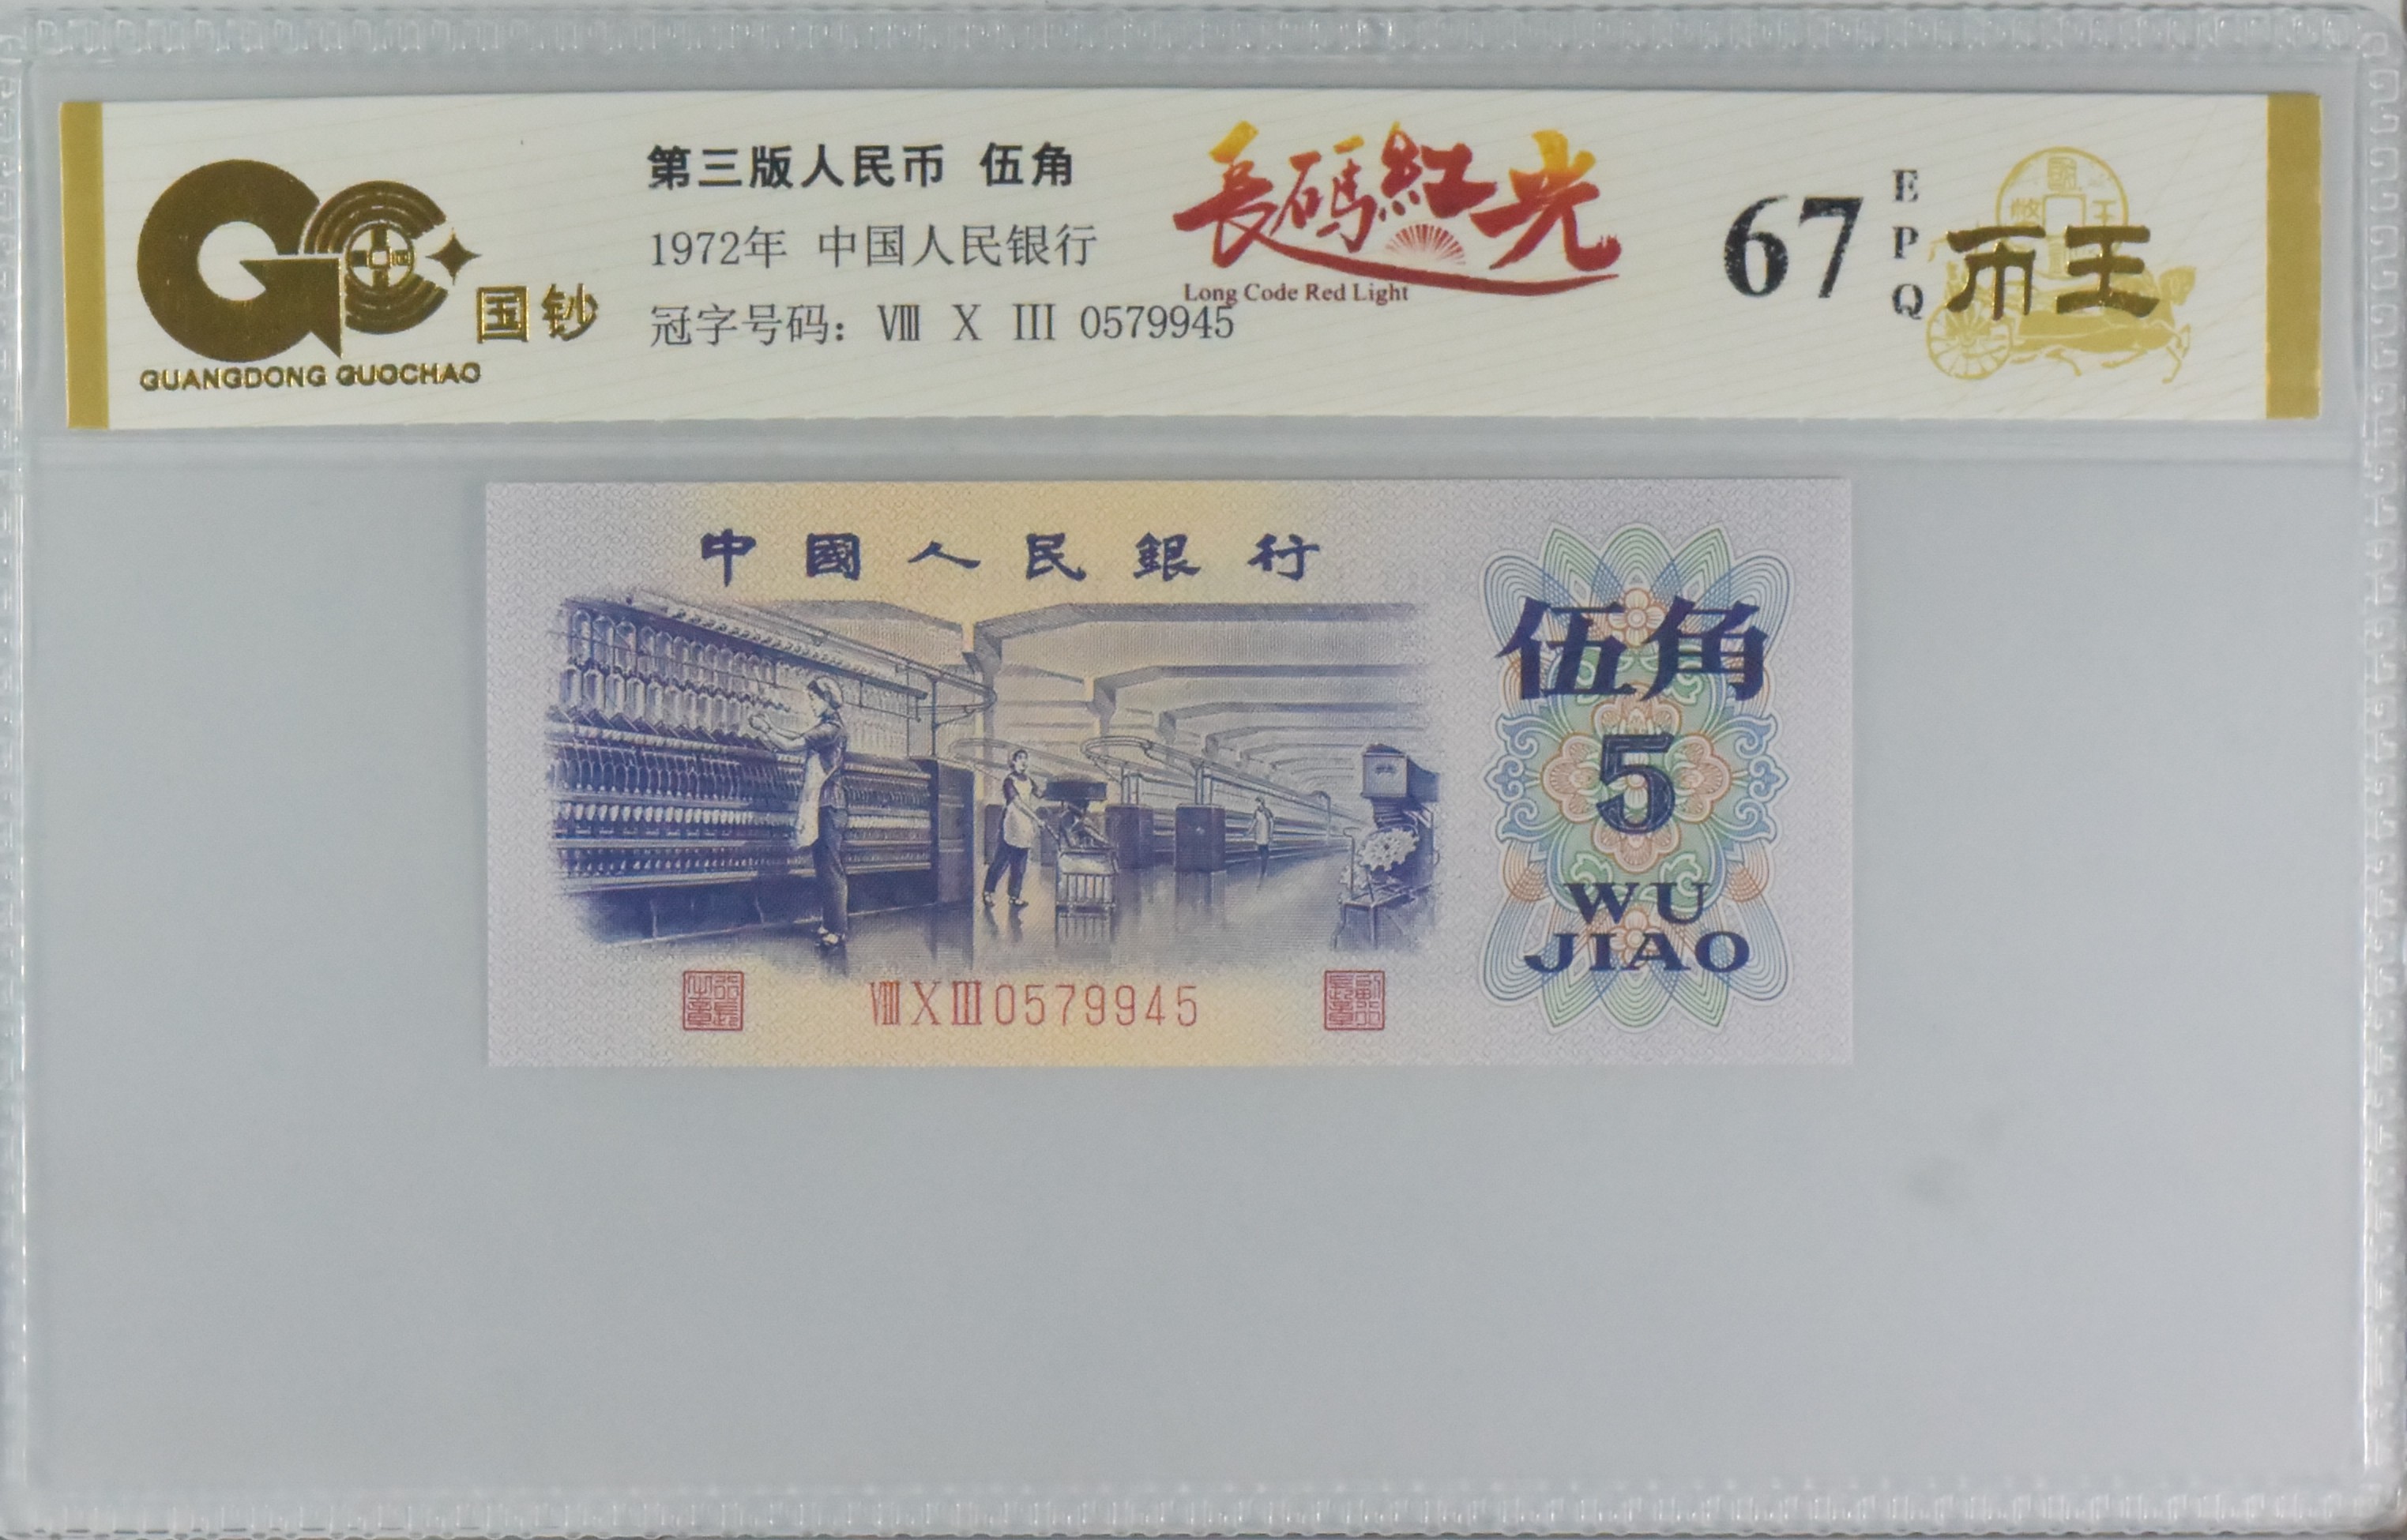 国钞
GUANGDONG GUOCHAO
第三版人民币 伍角
1972年 中国人民银行
冠字号码：Ⅷ X III 0579945
長碼紅光
Long Code Red Light
67
E
P
Q
币王
中國人民銀行
伍角
5
WU
JIAO
ⅧXⅢ0579945